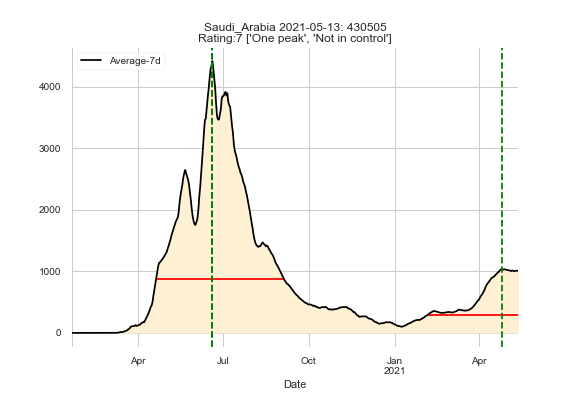 Saudi_Arabia 2021-05-13: 430505
Rating:7 ['One peak', 'Not in control']
Average-7d
4000
3000
2000
1000
0
Apr
Jul
Oct
Jan
2021
Apr
Date